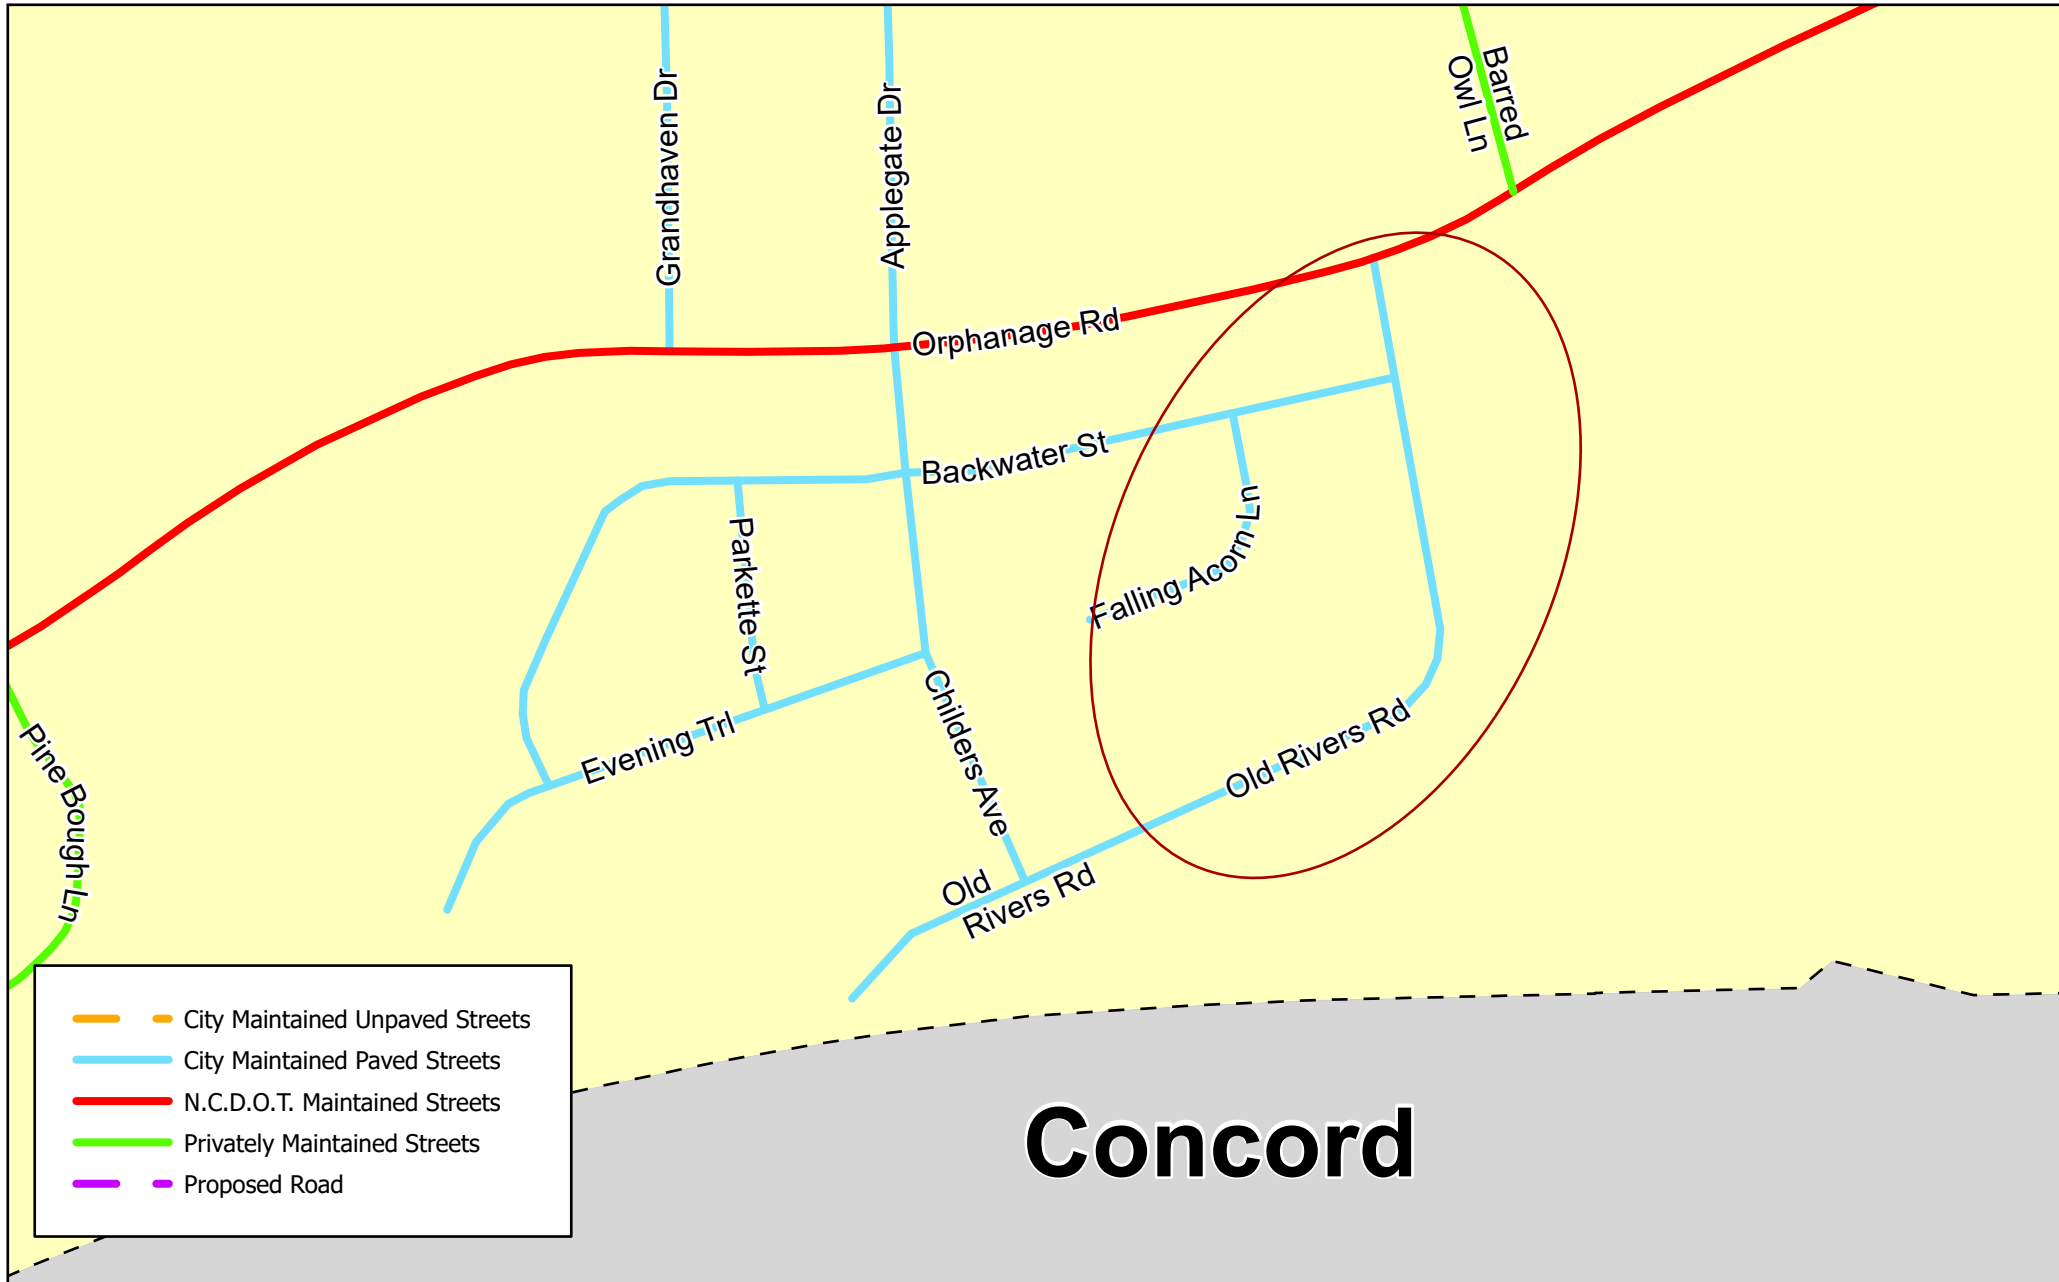 Barred
Owl Ln
Grandhaven Dr
Applegate Dr
Orphanage Rd
Backwater St
Falling Acorn Ln
Parkette St
Evening Trl
Childers Ave
Old Rivers Rd
Old
Rivers Rd
Pine Bough Ln
City Maintained Unpaved Streets
City Maintained Paved Streets
N.C.D.O.T. Maintained Streets
Privately Maintained Streets
Proposed Road
Concord